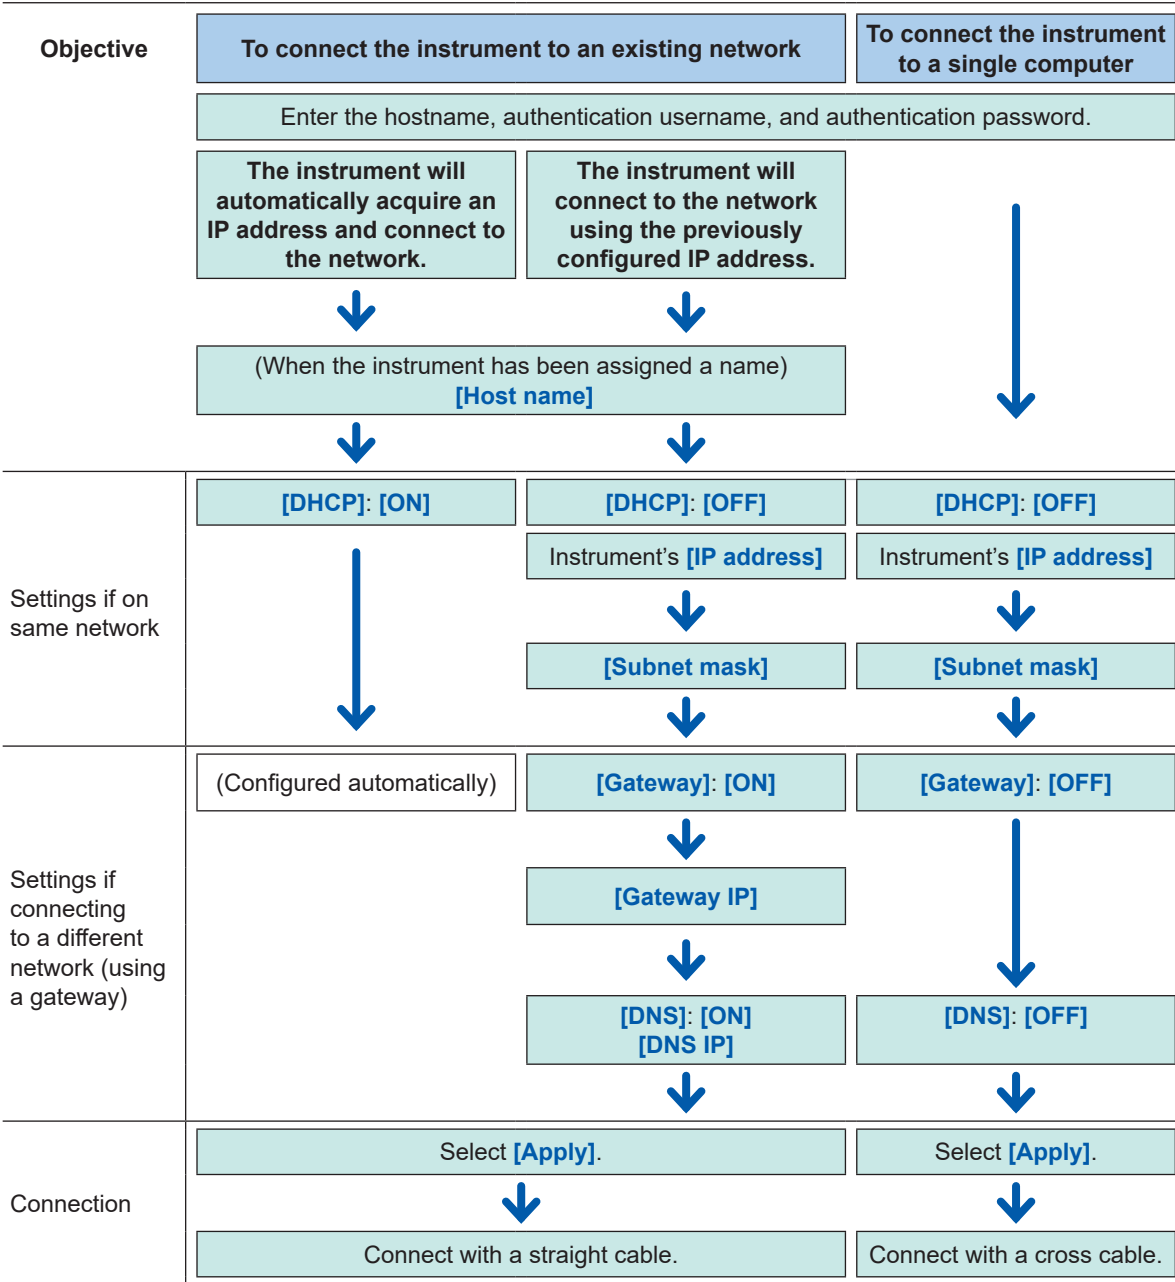 Objective
To connect the instrument to an existing network
To connect the instrument
to a single computer
Enter the hostname, authentication username, and authentication password.
The instrument will
automatically acquire an
IP address and connect to
the network.
The instrument will
connect to the network
using the previously
configured IP address.
(When the instrument has been assigned a name)
[Host name]
Settings if on
same network
[DHCP]: [ON]
[DHCP]: [OFF]
[DHCP]: [OFF]
Instrument's [IP address]
Instrument's [IP address]
[Subnet mask]
[Subnet mask]
Settings if
connecting
to a different
network (using
a gateway)
(Configured automatically)
[Gateway]: [ON]
[Gateway]: [OFF]
[Gateway IP]
[DNS]: [ON]
[DNS IP]
[DNS]: [OFF]
Connection
Select [Apply].
Select [Apply].
Connect with a straight cable.
Connect with a cross cable.